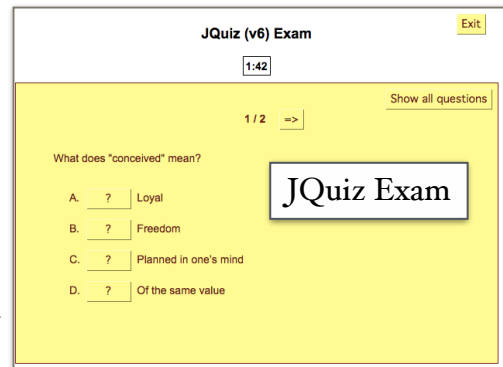 Exit
JQuiz (v6) Exam
1:42
Show all questions
1 / 2 =>
What does "conceived" mean?
JQuiz Exam
A. ? Loyal
B. ? Freedom
C. ? Planned in one's mind
D. ? Of the same value